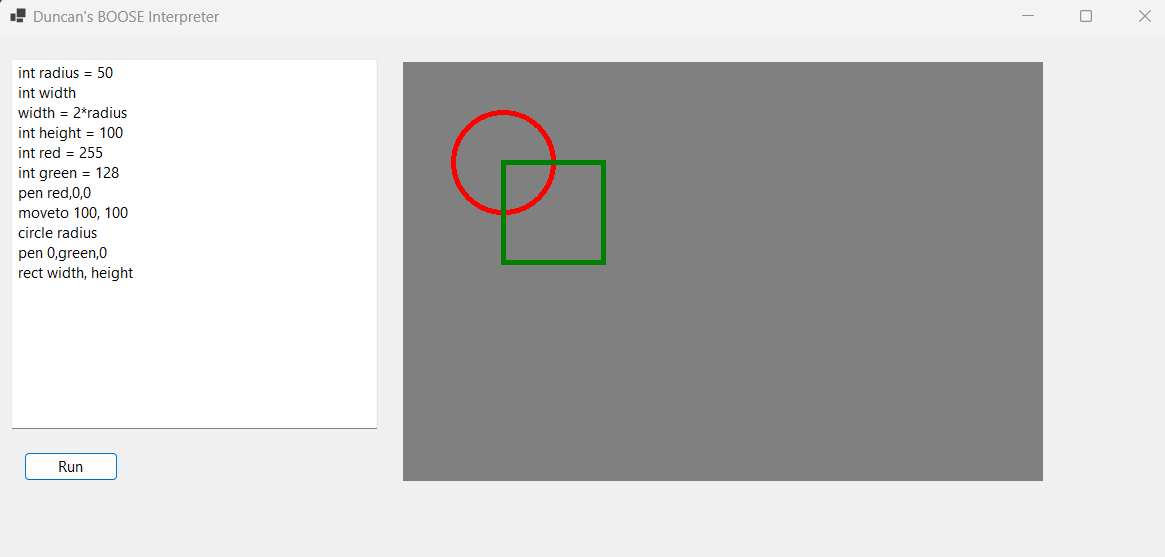 Duncan's BOOSE Interpreter
int radius = 50
int width
width = 2*radius
int height = 100
int red = 255
int green = 128
pen red,0,0
moveto 100, 100
circle radius
pen 0,green,0
rect width, height
Run